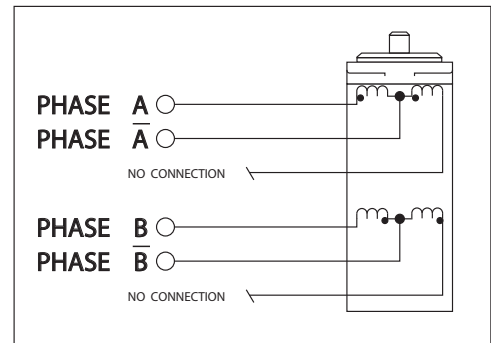 PHASE A
PHASE A̅
NO CONNECTION
PHASE B
PHASE B̅
NO CONNECTION